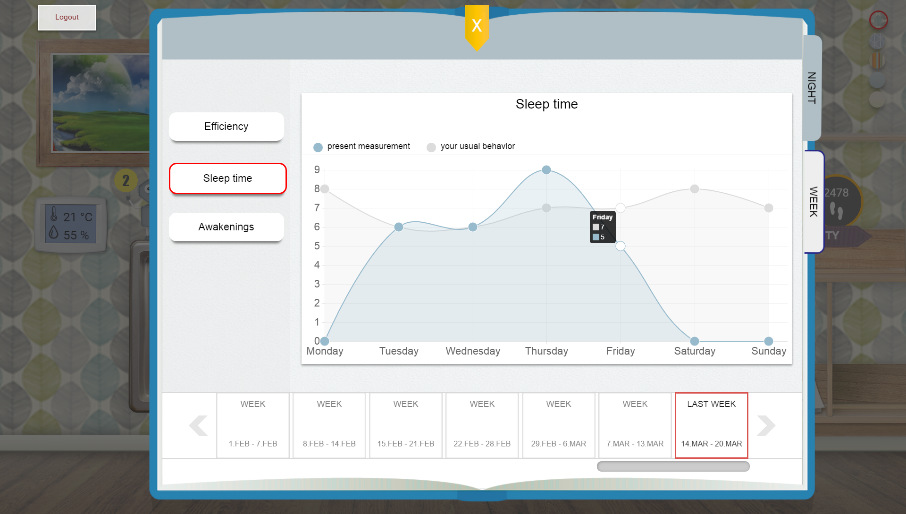 Logout
X
NIGHT
WEEK
2
21 °C
55 %
2478
TY
Efficiency
Sleep time
Awakenings
Sleep time
present measurement
your usual behavior
9
8
7
6
5
4
3
2
1
0
Friday
7
5
Monday Tuesday Wednesday Thursday Friday Saturday Sunday
WEEK WEEK WEEK WEEK WEEK WEEK LAST WEEK
1.FEB - 7.FEB 8.FEB - 14 FEB 15.FEB - 21.FEB 22.FEB - 28.FEB 29.FEB - 6.MAR 7.MAR - 13.MAR 14.MAR - 20.MAR